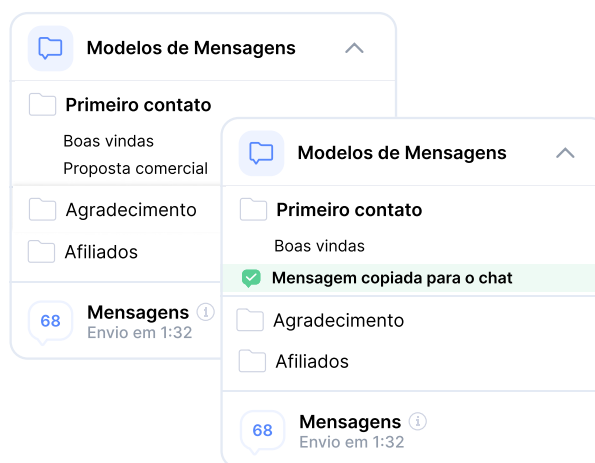 Modelos de Mensagens
Primeiro contato
Boas vindas
Proposta comercial
Agradecimento
Afiliados
68
Mensagens
Envio em 1:32
Modelos de Mensagens
Primeiro contato
Boas vindas
Mensagem copiada para o chat
Agradecimento
Afiliados
68
Mensagens
Envio em 1:32